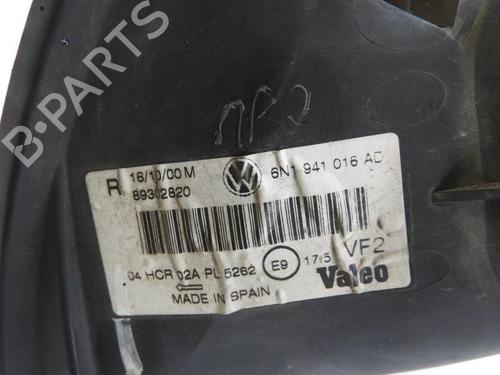 ПР2
16/10/00 M
R
89302820
6N1 941 016 AD
04 HCR 02A PL 5262
E9
17.5
VF2
MADE IN SPAIN
Valeo
B-PARTS